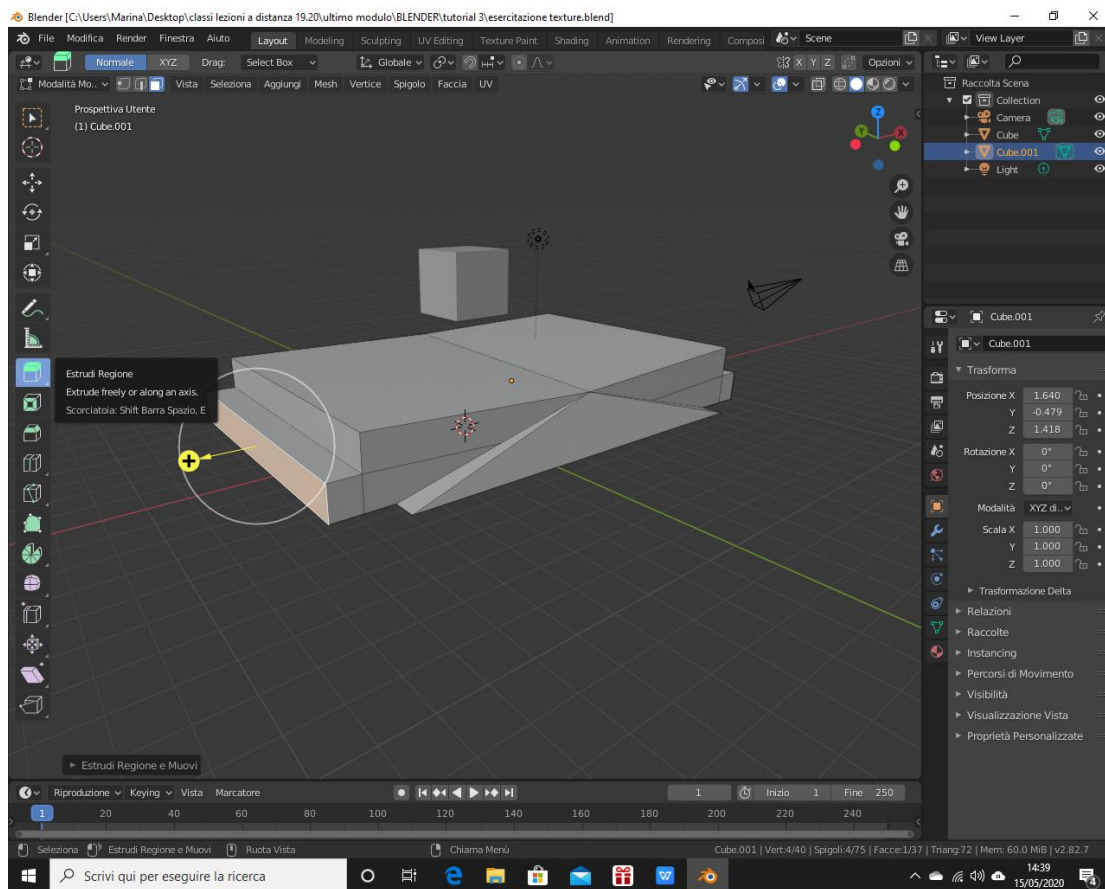 Blender [C:\Users\Marina\Desktop\classi lezioni a distanza 19.20\ultimo modulo\BLENDER\tutorial 3\esercitazione texture.blend]
File Modifica Render Finestra Aiuto Layout Modeling Sculpting UV Editing Texture Paint Shading Animation Rendering Composi Scene View Layer
Normale XYZ Drag: Select Box Globale X Y Z Opzioni
Modalità Mo.. Vista Seleziona Aggiungi Mesh Vertice Spigolo Faccia UV
Raccolta Scena
Collection
Camera
Cube
Cube.001
Light
Prospettiva Utente
(1) Cube.001
Z
Y
X
Estrudi Regione
Extrude freely or along an axis.
Scorciatoia: Shift Barra Spazio, E
Cube.001
Cube.001
Trasforma
Posizione X 1.640
Y -0.479
Z 1.418
Rotazione X 0°
Y 0°
Z 0°
Modalità XYZ di..
Scala X 1.000
Y 1.000
Z 1.000
Trasformazione Delta
Relazioni
Raccolte
Instancing
Percorsi di Movimento
Visibilità
Visualizzazione Vista
Proprietà Personalizzate
Estrudi Regione e Muovi
Riproduzione Keying Vista Marcatore 1 Inizio 1 Fine 250
1 20 40 60 80 100 120 140 160 180 200 220 240
Seleziona Estrudi Regione e Muovi Ruota Vista Chiama Menù Cube.001 | Vert:4/40 | Spigoli:4/75 | Facce:1/37 | Triang:72 | Mem: 60.0 MiB | v2.82.7
Scrivi qui per eseguire la ricerca
14:39
15/05/2020
4